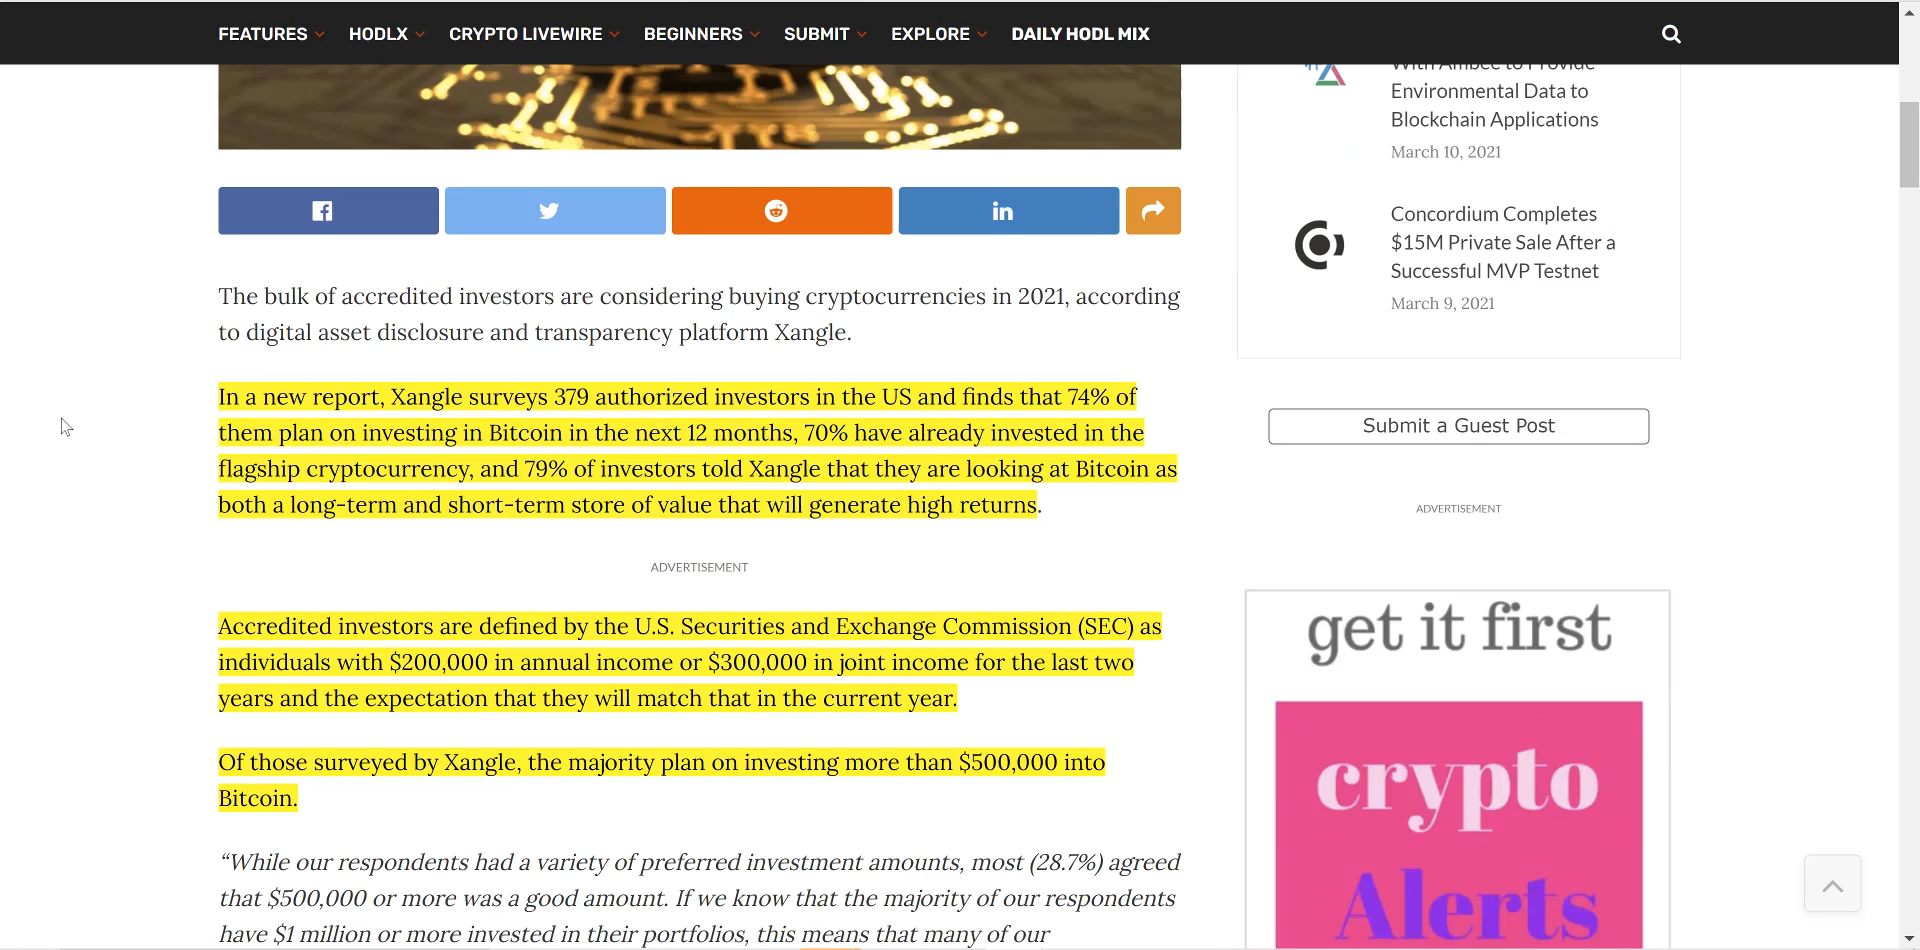 FEATURES HODLX CRYPTO LIVEWIRE BEGINNERS SUBMIT EXPLORE DAILY HODL MIX
The bulk of accredited investors are considering buying cryptocurrencies in 2021, according
to digital asset disclosure and transparency platform Xangle.
In a new report, Xangle surveys 379 authorized investors in the US and finds that 74% of
them plan on investing in Bitcoin in the next 12 months, 70% have already invested in the
flagship cryptocurrency, and 79% of investors told Xangle that they are looking at Bitcoin as
both a long-term and short-term store of value that will generate high returns.
ADVERTISEMENT
Accredited investors are defined by the U.S. Securities and Exchange Commission (SEC) as
individuals with $200,000 in annual income or $300,000 in joint income for the last two
years and the expectation that they will match that in the current year.
Of those surveyed by Xangle, the majority plan on investing more than $500,000 into
Bitcoin.
“While our respondents had a variety of preferred investment amounts, most (28.7%) agreed
that $500,000 or more was a good amount. If we know that the majority of our respondents
have $1 million or more invested in their portfolios, this means that many of our
With Ambee to Provide
Environmental Data to
Blockchain Applications
March 10, 2021
Concordium Completes
$15M Private Sale After a
Successful MVP Testnet
March 9, 2021
Submit a Guest Post
ADVERTISEMENT
get it first
crypto
Alerts